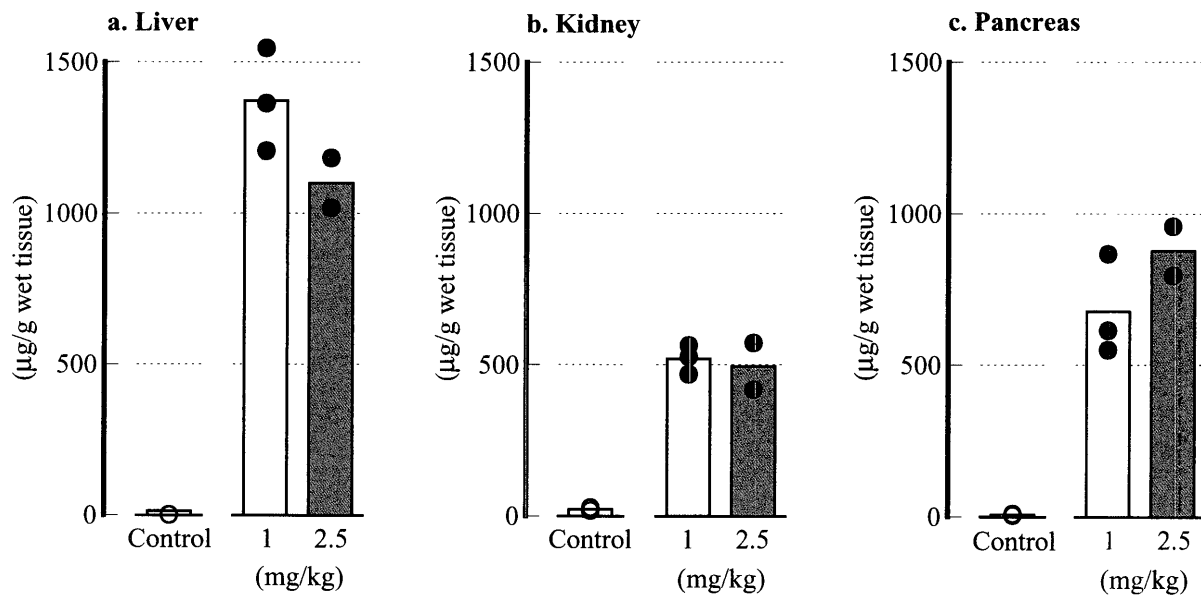 a. Liver
1500
1000
500
0
(µg/g wet tissue)
Control
1
2.5
(mg/kg)
b. Kidney
1500
1000
500
0
(µg/g wet tissue)
Control
1
2.5
(mg/kg)
c. Pancreas
1500
1000
500
0
(µg/g wet tissue)
Control
1
2.5
(mg/kg)